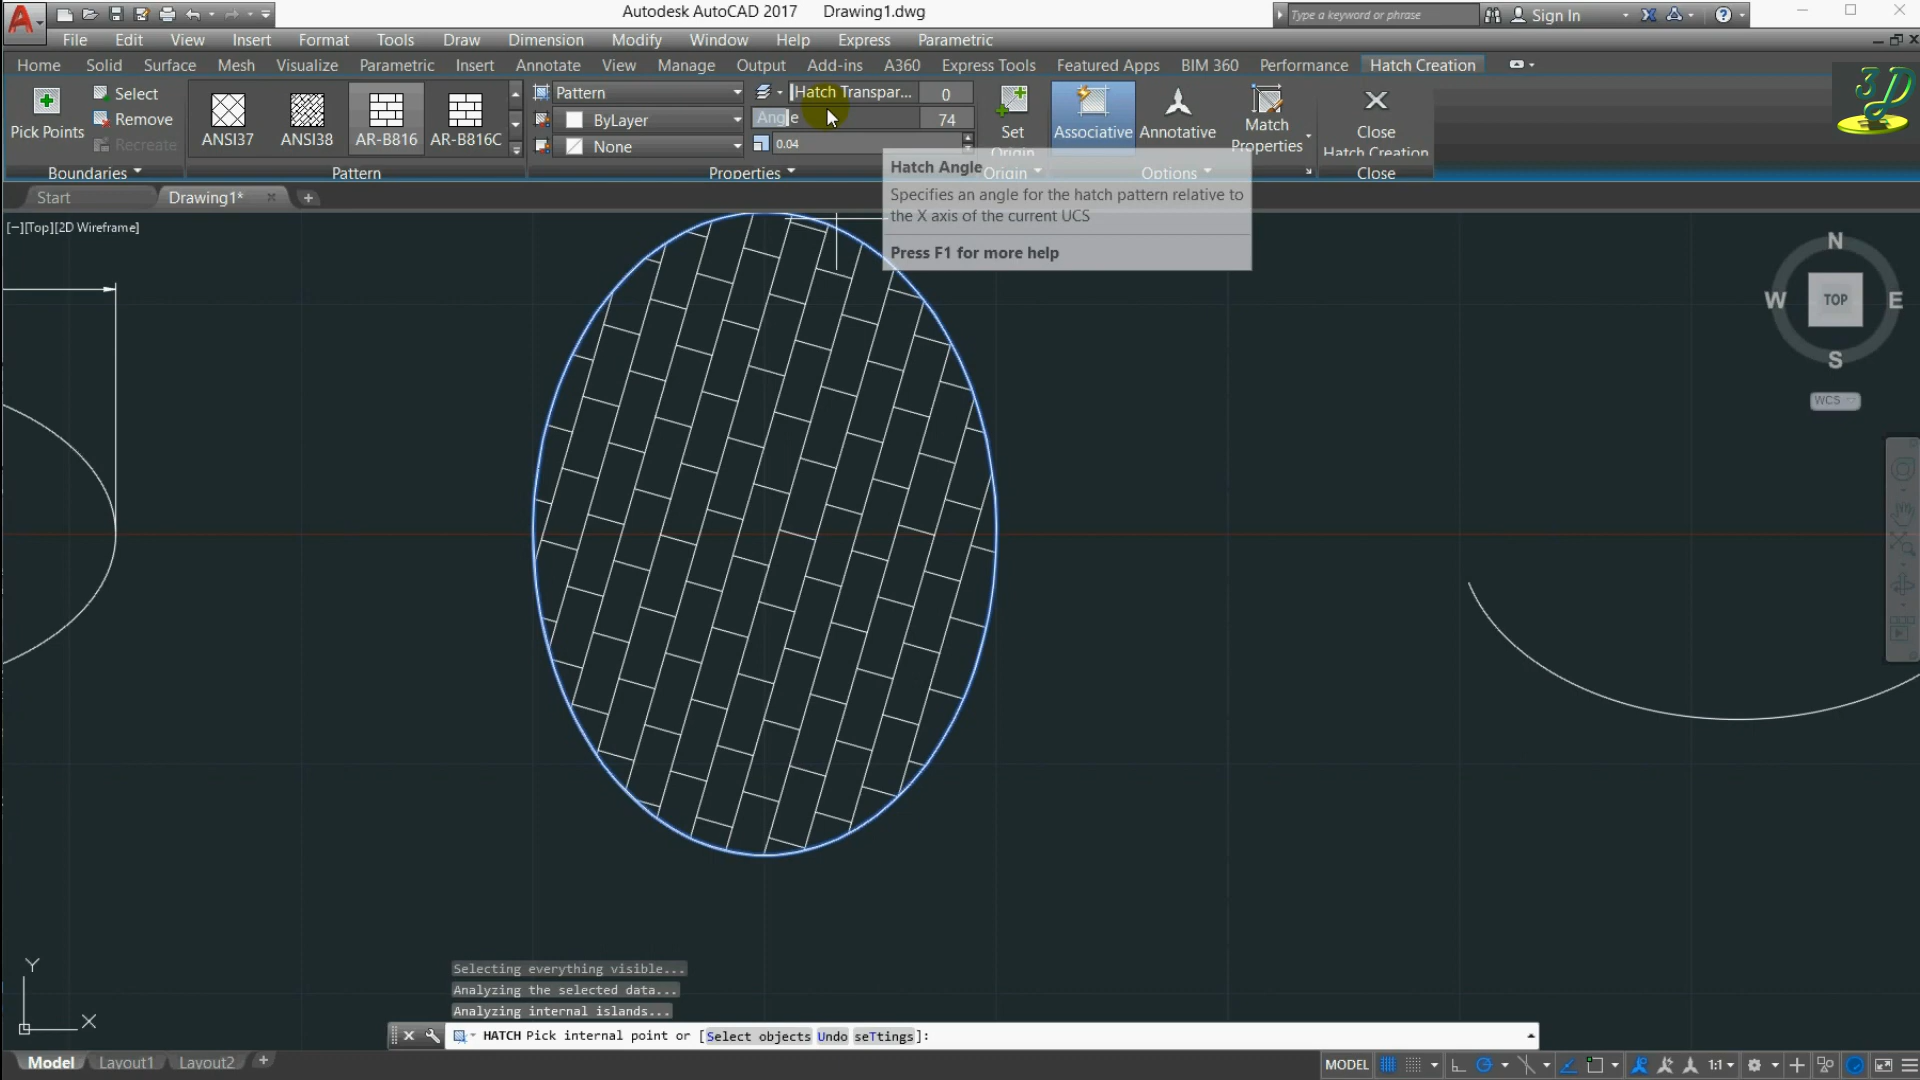 Autodesk AutoCAD 2017 Drawing1.dwg
Type a keyword or phrase
Sign In
File Edit View Insert Format Tools Draw Dimension Modify Window Help Express Parametric
Home Solid Surface Mesh Visualize Parametric Insert Annotate View Manage Output Add-ins A360 Express Tools Featured Apps BIM 360 Performance Hatch Creation
Pick Points
Select
Remove
Recreate
Boundaries
ANSI37 ANSI38 AR-B816 AR-B816C
Pattern
Pattern
ByLayer
None
Hatch Transpar... 0
Angle 74
0.04
Properties
Set
Origin
Origin
Associative
Annotative
Match
Properties
Options
Close
Hatch Creation
Close
3D
Start Drawing1*
Hatch Angle
Specifies an angle for the hatch pattern relative to
the X axis of the current UCS
Press F1 for more help
[−][Top][2D Wireframe]
N
W TOP E
S
WCS
Y
X
Selecting everything visible...
Analyzing the selected data...
Analyzing internal islands...
HATCH Pick internal point or [Select objects Undo seTtings]:
Model Layout1 Layout2
MODEL
1:1